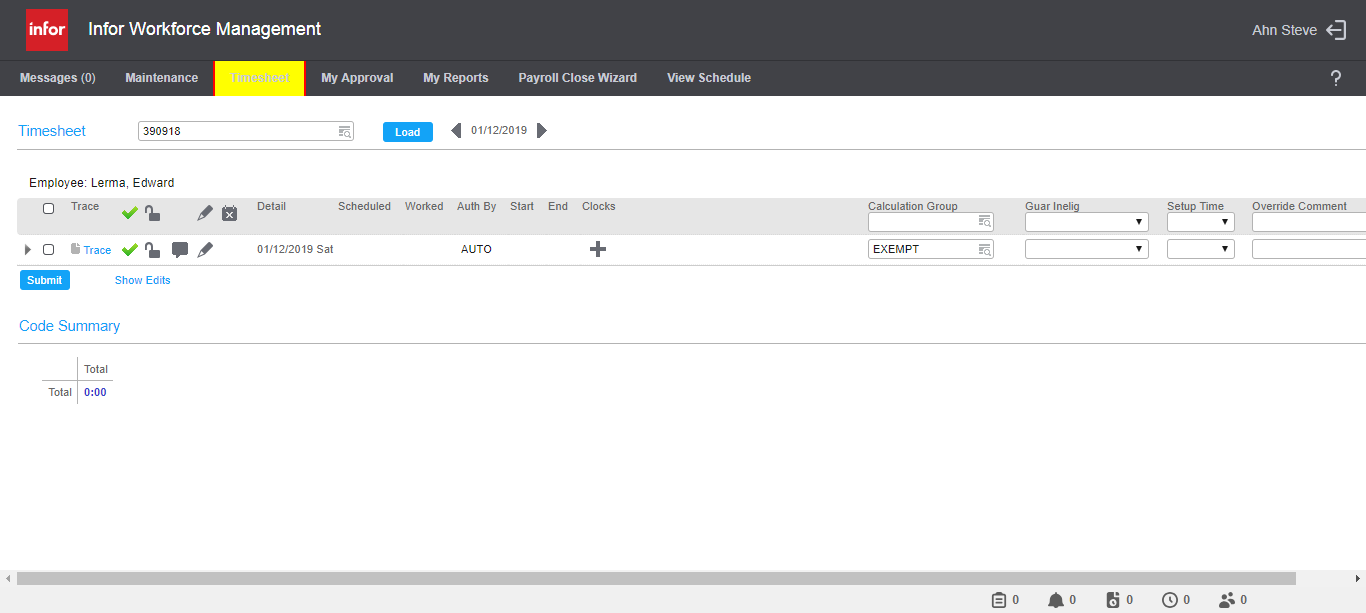 infor Infor Workforce Management Ahn Steve
Messages (0) Maintenance Timesheet My Approval My Reports Payroll Close Wizard View Schedule ?
Timesheet 390918 Load 01/12/2019
Employee: Lerma, Edward
Trace Detail Scheduled Worked Auth By Start End Clocks Calculation Group Guar Inelig Setup Time Override Comment
Trace 01/12/2019 Sat AUTO EXEMPT
Submit Show Edits
Code Summary
Total
Total 0:00
0 0 0 0 0